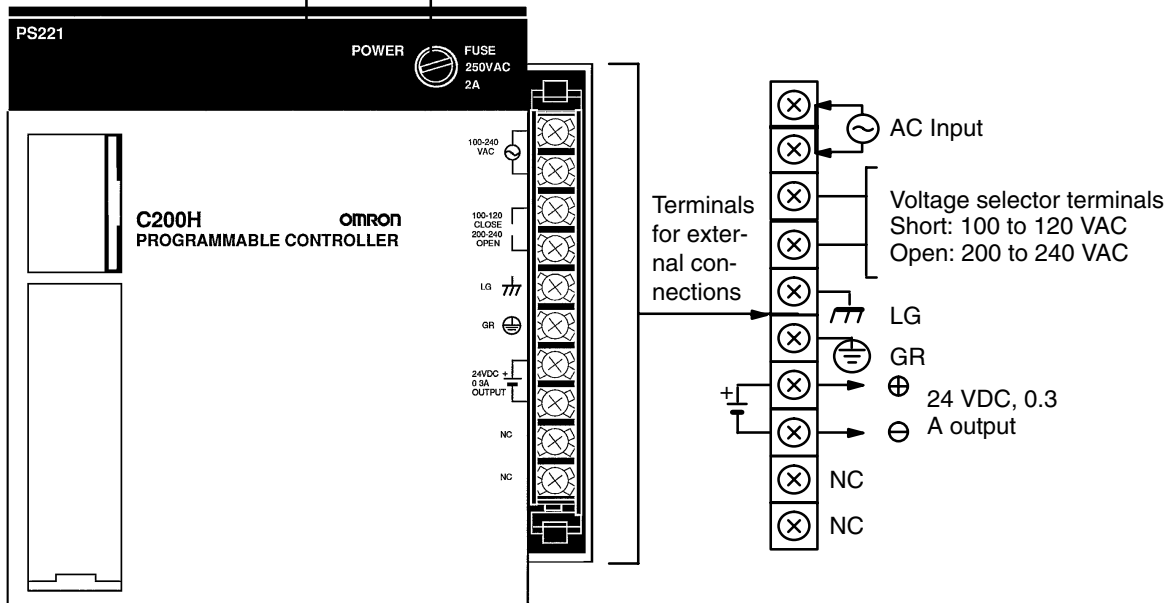 PS221
POWER
FUSE
250VAC
2A
100-240
VAC
C200H
OMRON
PROGRAMMABLE CONTROLLER
100-120
CLOSE
200-240
OPEN
LG
GR
24VDC
+
0 3A
OUTPUT
NC
NC
Terminals
for exter-
nal con-
nections
AC Input
Voltage selector terminals
Short: 100 to 120 VAC
Open: 200 to 240 VAC
LG
GR
+
24 VDC, 0.3
A output
NC
NC